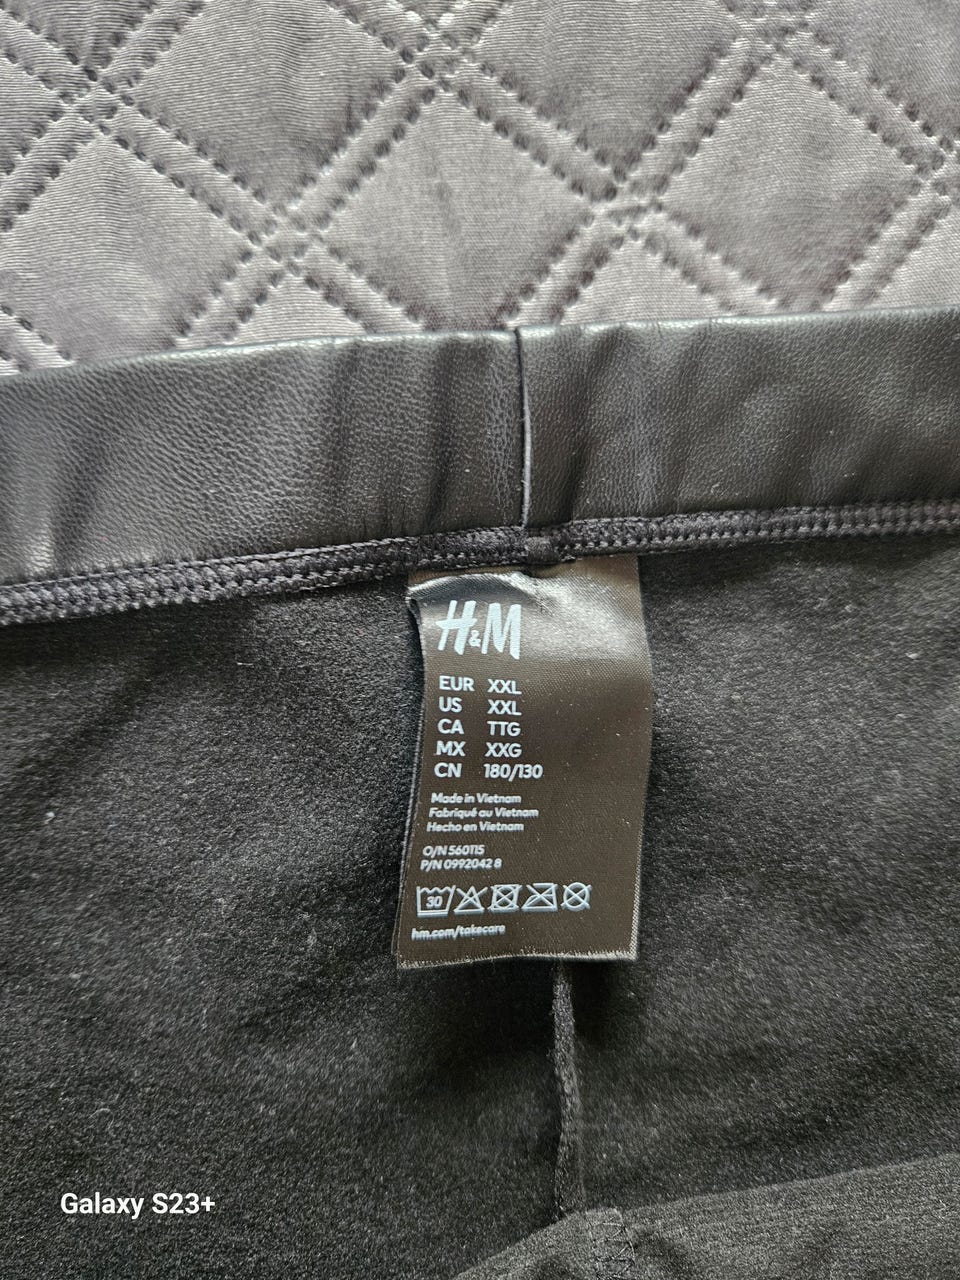 H&M
EUR XXL
US XXL
CA TTG
MX XXG
CN 180/130
Made in Vietnam
Fabriqué au Vietnam
Hecho en Vietnam
O/N 560115
P/N 0992042 8
30
hm.com/takecare
Galaxy S23+